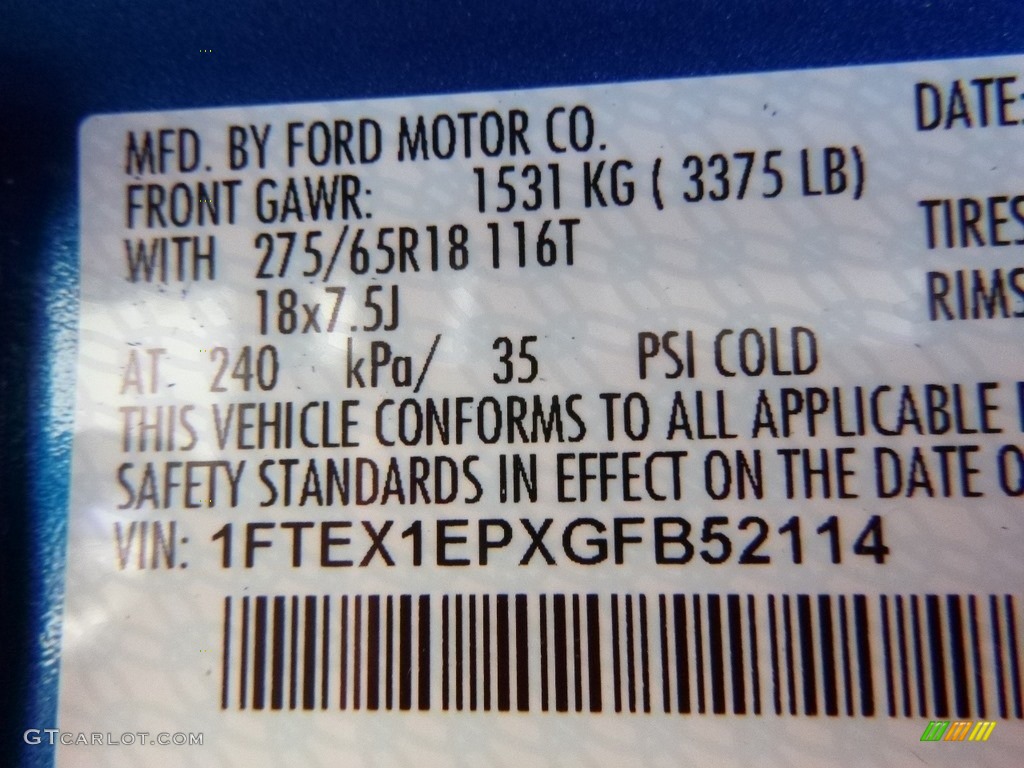 MFD. BY FORD MOTOR CO. DATE:
FRONT GAWR: 1531 KG ( 3375 LB)
WITH 275/65R18 116T TIRES
18x7.5J RIMS
AT 240 kPa/ 35 PSI COLD
THIS VEHICLE CONFORMS TO ALL APPLICABLE
SAFETY STANDARDS IN EFFECT ON THE DATE
VIN: 1FTEX1EPXGFB52114
GTCARLOT.COM